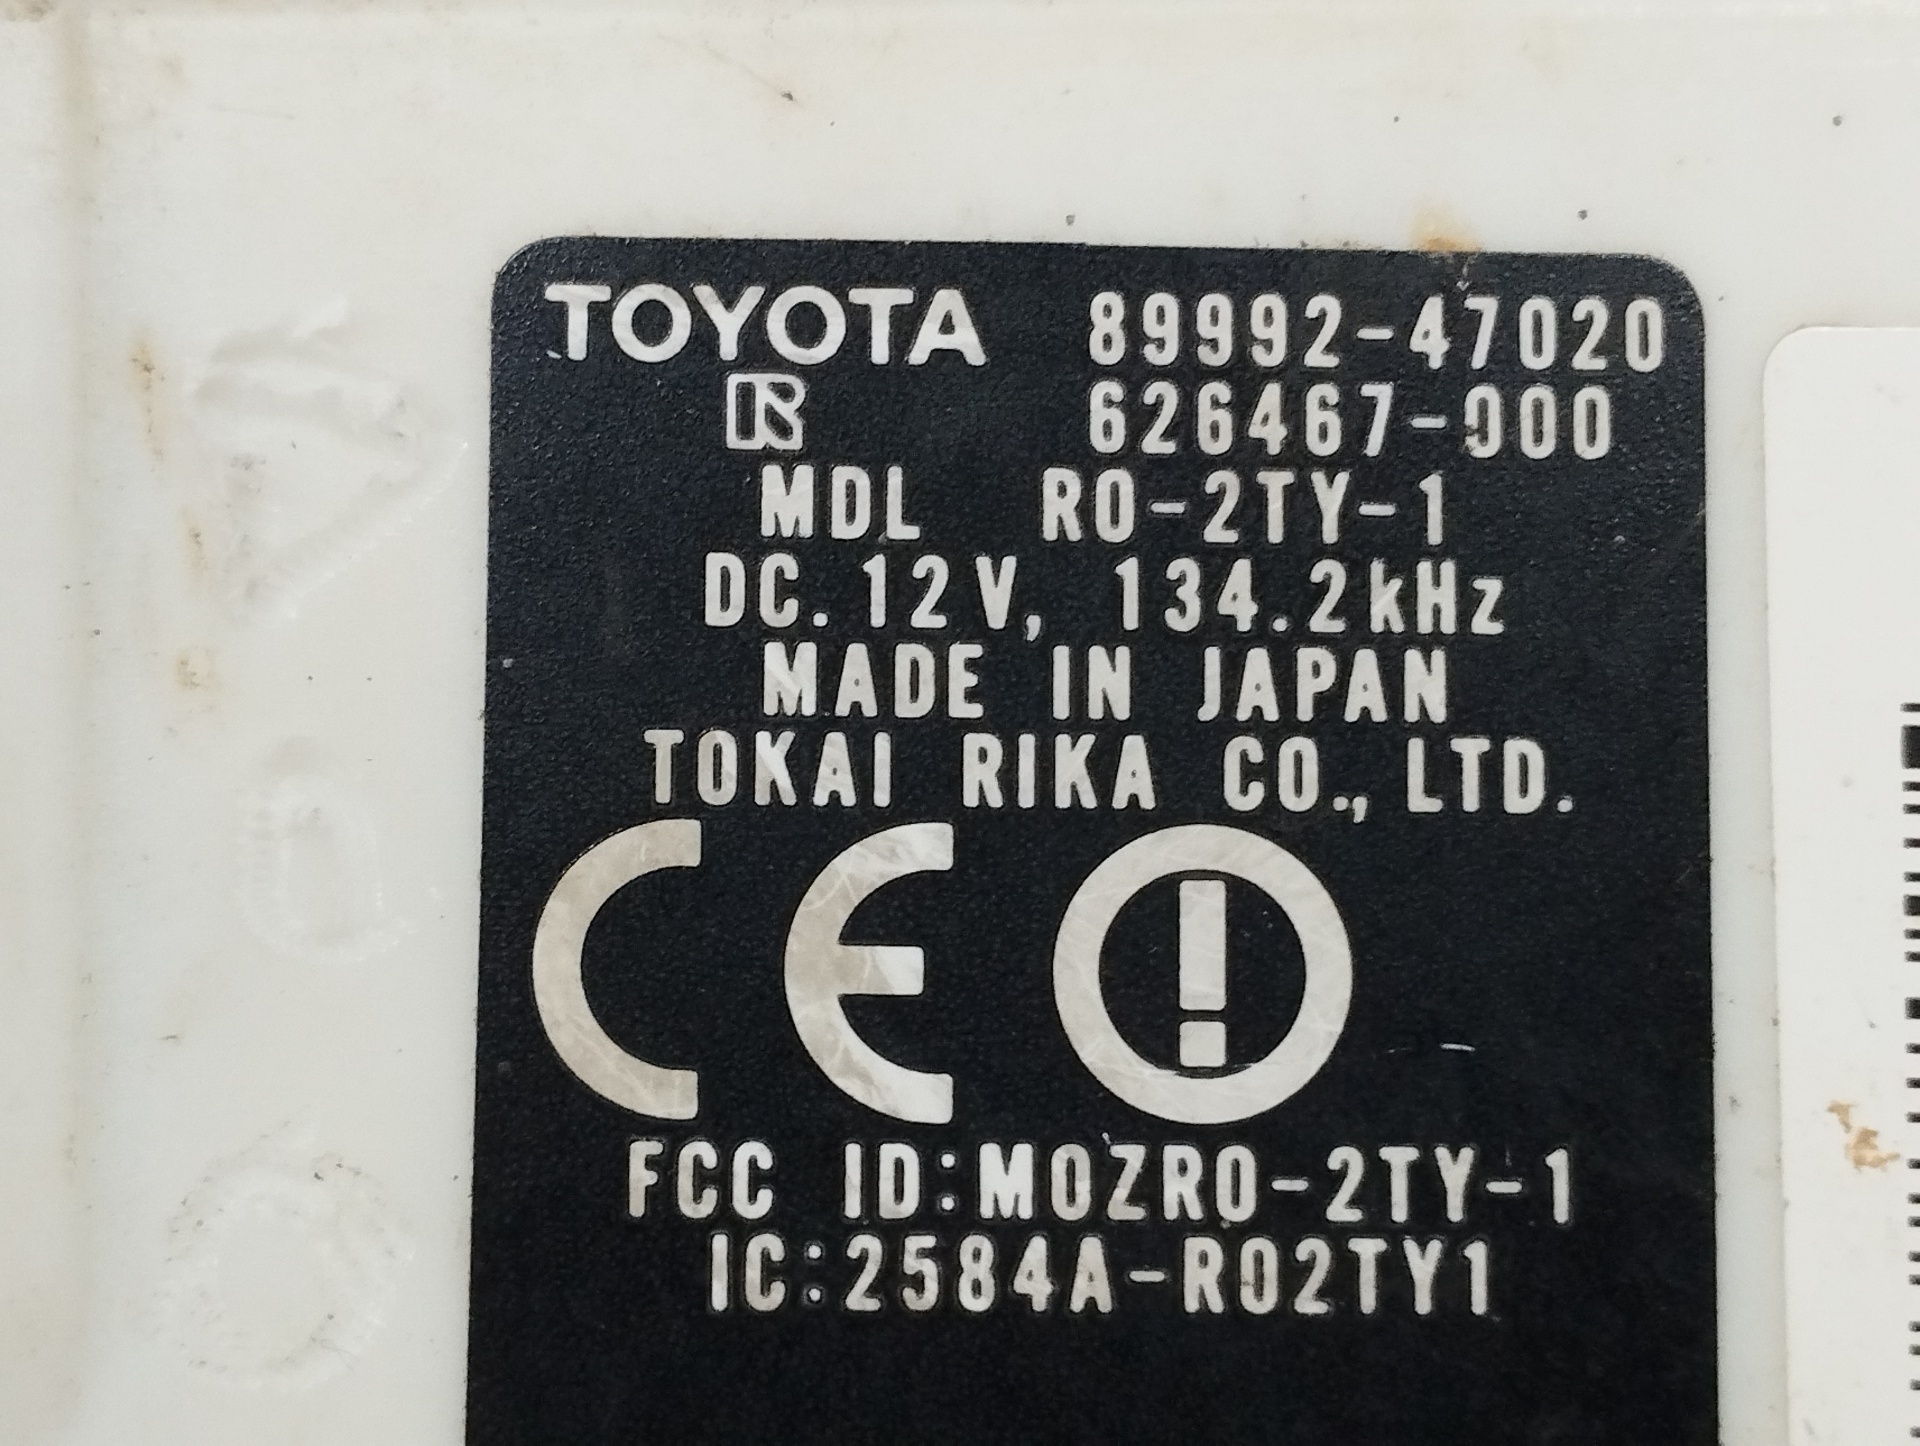 TOYOTA 89992-47020
626467-000
MDL RO-2TY-1
DC.12V, 134.2kHz
MADE IN JAPAN
TOKAI RIKA CO., LTD.
CE
FCC ID:MOZRO-2TY-1
IC:2584A-RO2TY1